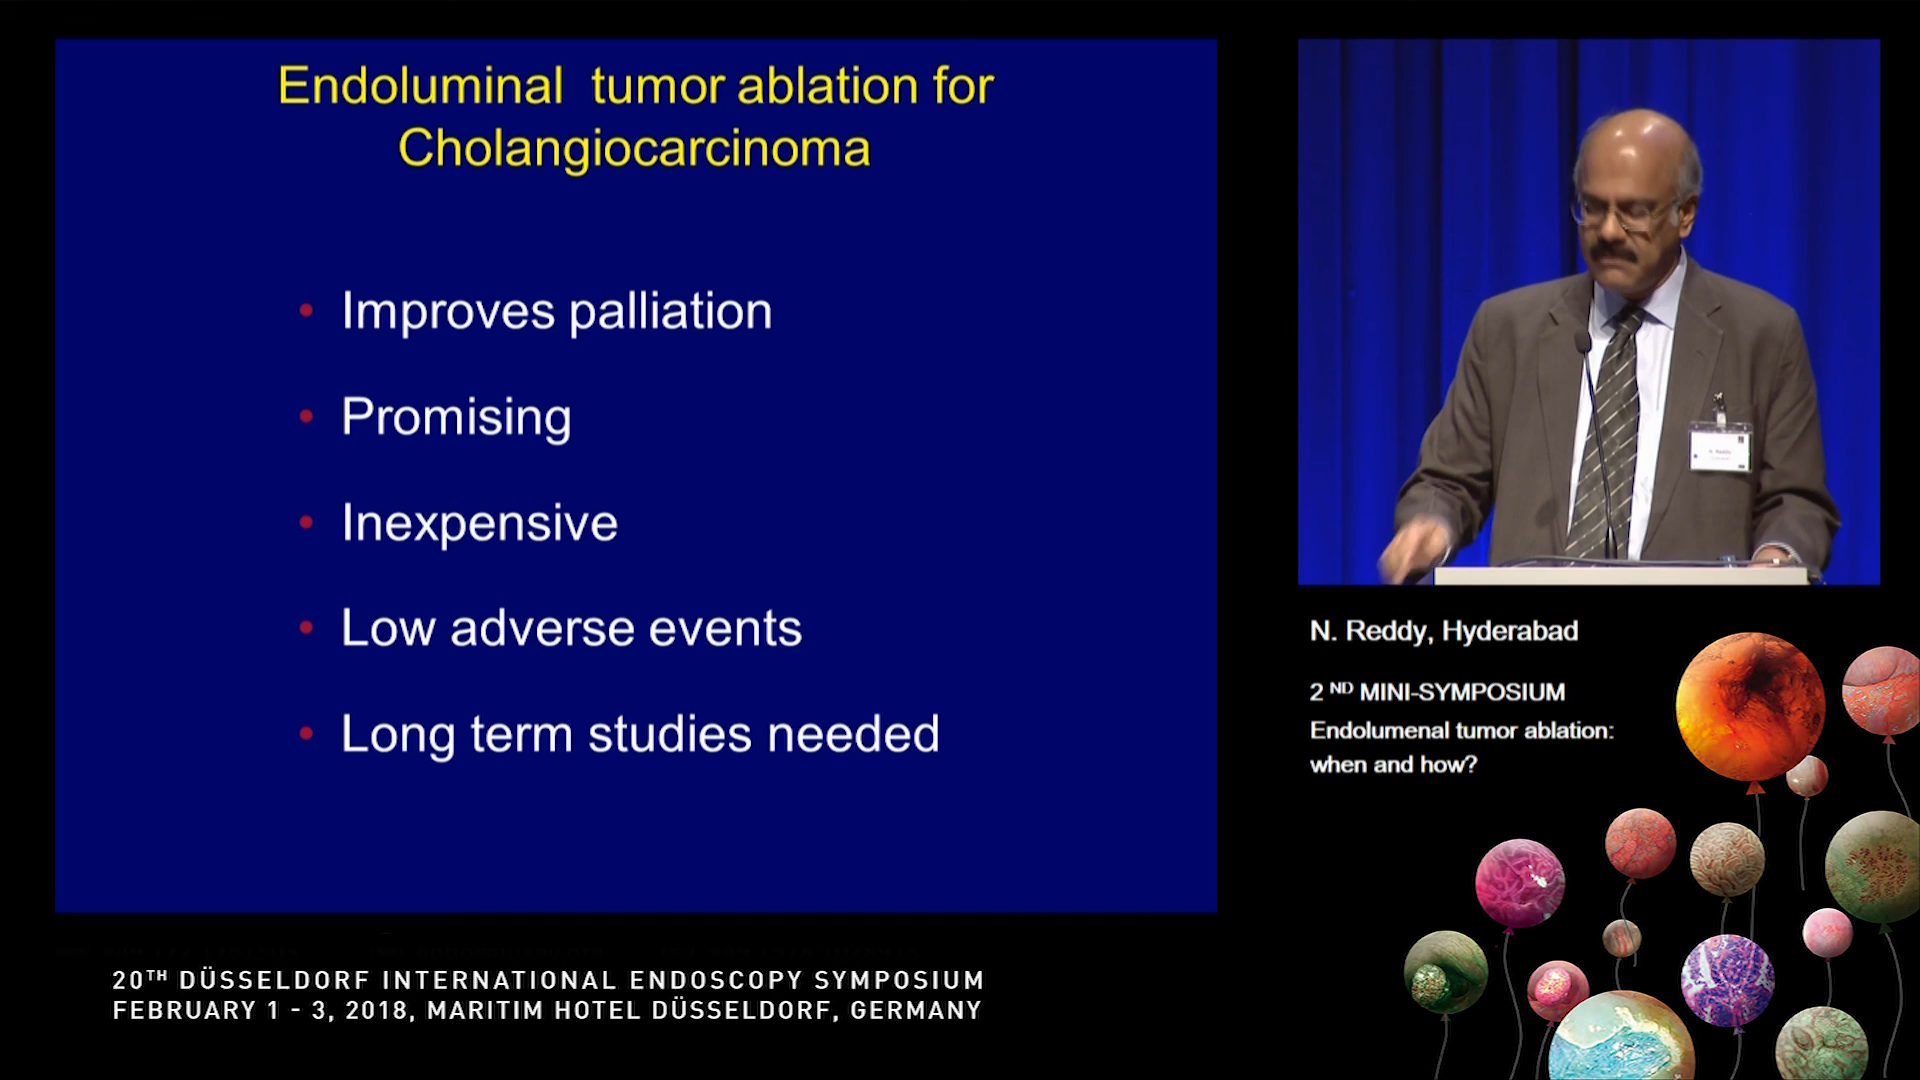 Endoluminal tumor ablation for
Cholangiocarcinoma
• Improves palliation
• Promising
• Inexpensive
• Low adverse events
• Long term studies needed
N. Reddy, Hyderabad
2 ND MINI-SYMPOSIUM
Endolumenal tumor ablation:
when and how?
20TH DÜSSELDORF INTERNATIONAL ENDOSCOPY SYMPOSIUM
FEBRUARY 1 - 3, 2018, MARITIM HOTEL DÜSSELDORF, GERMANY